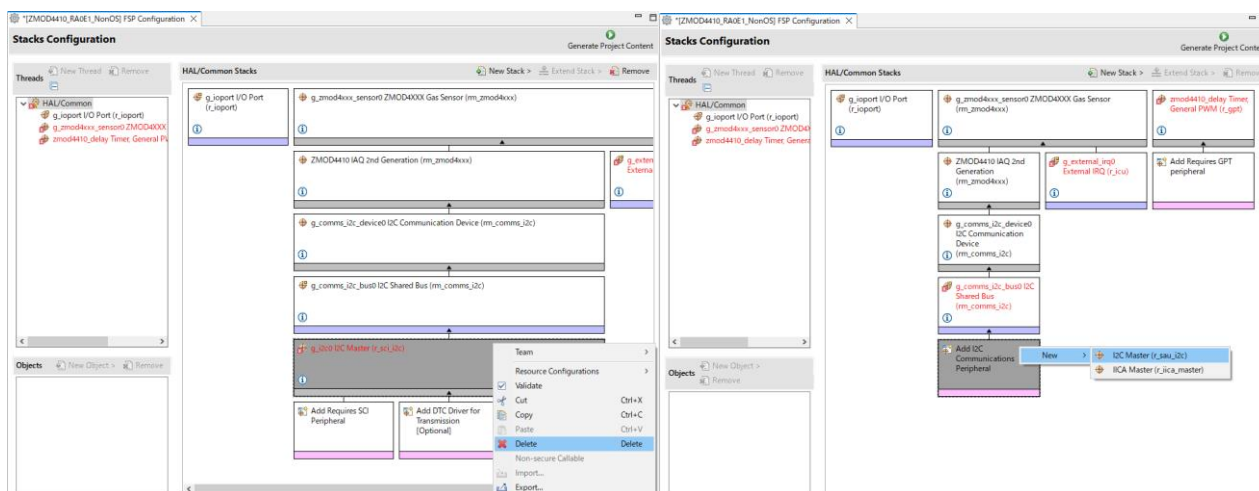 *[ZMOD4410_RA0E1_NonOS] FSP Configuration
Stacks Configuration
Generate Project Content
Threads
New Thread
Remove
HAL/Common Stacks
New Stack >
Extend Stack >
Remove
HAL/Common
g_ioport I/O Port (r_ioport)
g_zmod4xxx_sensor0 ZMOD4XXX
zmod4410_delay Timer, General
g_ioport I/O Port
(r_ioport)
g_zmod4xxx_sensor0 ZMOD4XXX Gas Sensor (rm_zmod4xxx)
ZMOD4410 IAQ 2nd Generation (rm_zmod4xxx)
g_comms_i2c_device0 I2C Communication Device (rm_comms_i2c)
g_comms_i2c_bus0 I2C Shared Bus (rm_comms_i2c)
g_i2c0 I2C Master (r_sci_i2c)
Add Requires SCI
Peripheral
Add DTC Driver for
Transmission
[Optional]
Objects
New Object >
Remove
Team
Resource Configurations
Validate
Cut Ctrl+X
Copy Ctrl+C
Paste Ctrl+V
Delete Delete
Non-secure Callable
Import...
Export...
*[ZMOD4410_RA0E1_NonOS] FSP Configuration
Stacks Configuration
Generate Project
Threads
New Thread
Remove
HAL/Common Stacks
New Stack >
Extend Stack >
HAL/Common
g_ioport I/O Port (r_ioport)
zmod4410_delay Timer,
g_ioport I/O Port
(r_ioport)
g_zmod4xxx_sensor0 ZMOD4XXX Gas Sensor
(rm_zmod4xxx)
zmod4410_delay Timer,
General PWM (r_gpt)
ZMOD4410 IAQ 2nd
Generation
(rm_zmod4xxx)
g_external_irq0
External IRQ (r_icu)
Add Requires GPT
peripheral
g_comms_i2c_device0
I2C Communication
Device
(rm_comms_i2c)
g_comms_i2c_bus0 I2C
Shared Bus
(rm_comms_i2c)
Add I2C
Communications
Peripheral
New
I2C Master (r_sau_i2c)
IICA Master (r_iica_master)
Objects
New Object >
Remove